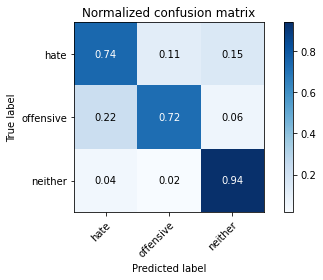 Normalized confusion matrix
True label
hate 0.74 0.11 0.15
offensive 0.22 0.72 0.06
neither 0.04 0.02 0.94
hate offensive neither
Predicted label
0.8
0.6
0.4
0.2